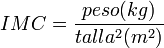 IMC = peso(kg) / talla²(m²)